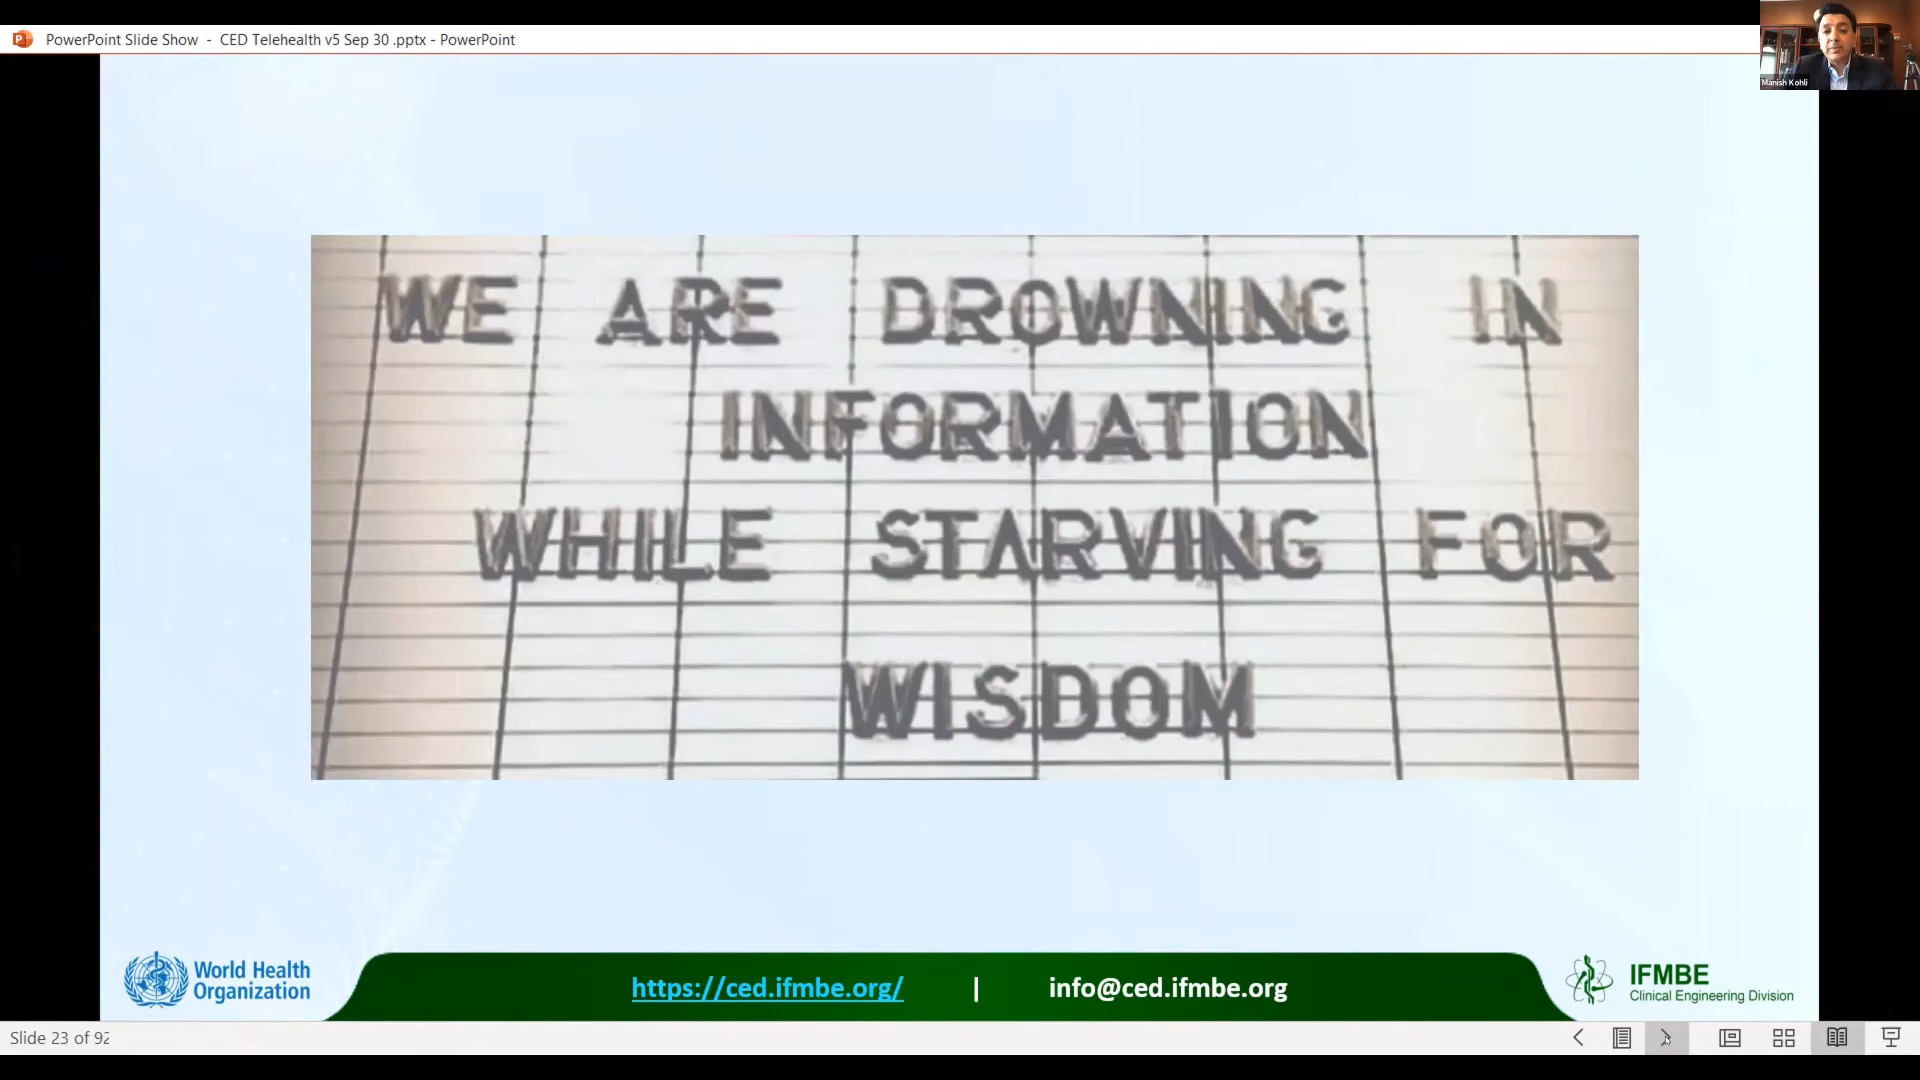 PowerPoint Slide Show - CED Telehealth v5 Sep 30 .pptx - PowerPoint
Manish Kohli
WE ARE DROWNING IN
INFORMATION
WHILE STARVING FOR
WISDOM
World Health
Organization
https://ced.ifmbe.org/ | info@ced.ifmbe.org
IFMBE
Clinical Engineering Division
Slide 23 of 92